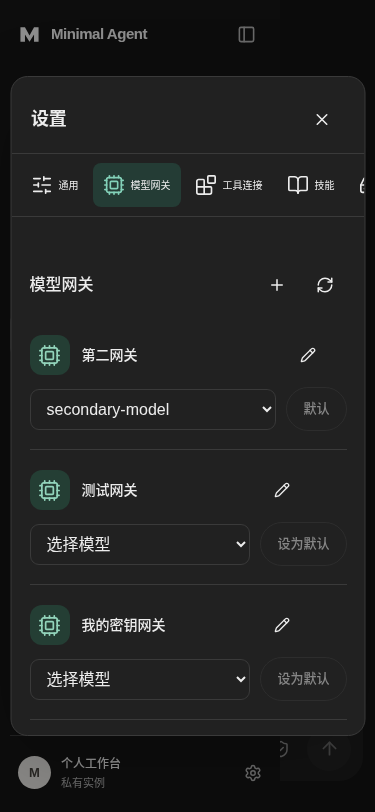 Minimal Agent
设置
通用
模型网关
工具连接
技能
模型网关
第二网关
secondary-model
默认
测试网关
选择模型
设为默认
我的密钥网关
选择模型
设为默认
M
个人工作台
私有实例